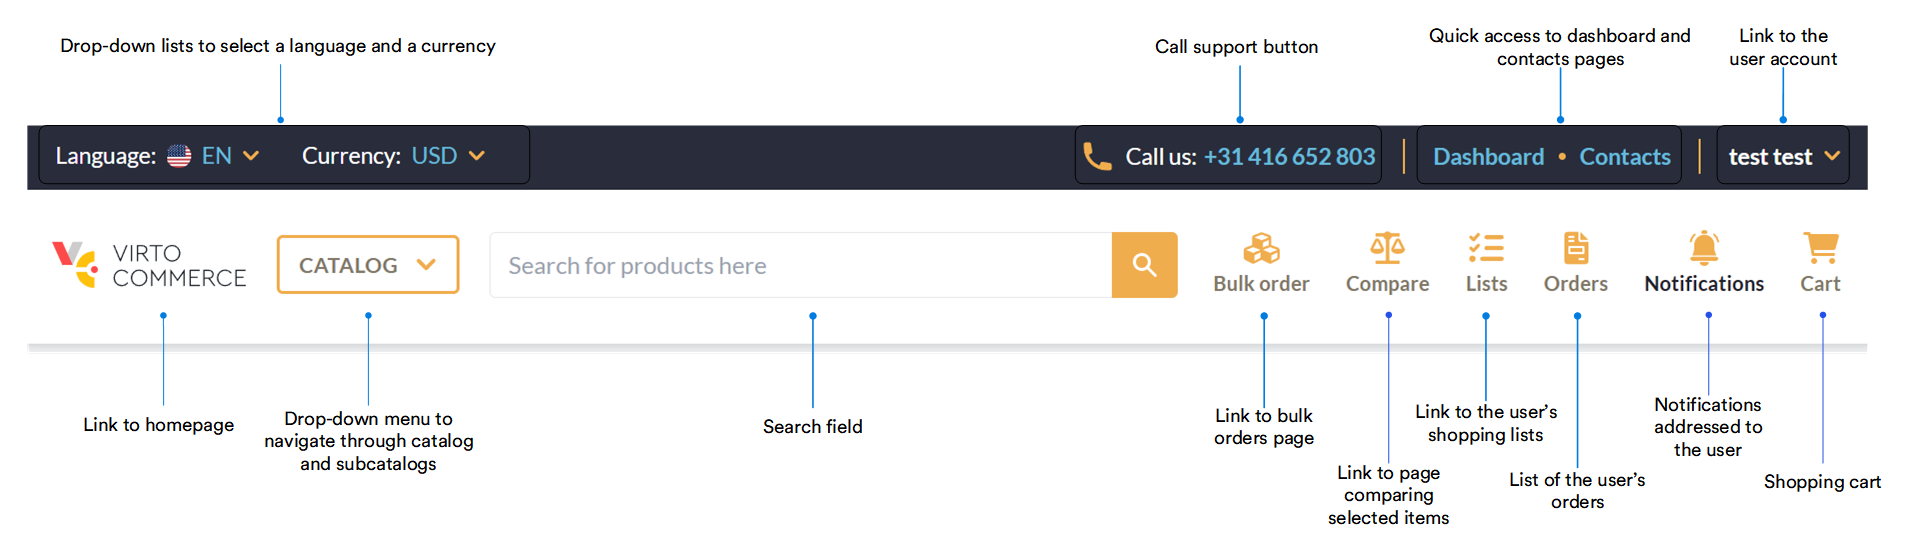 Drop-down lists to select a language and a currency
Call support button
Quick access to dashboard and
contacts pages
Link to the
user account
Language: EN
Currency: USD
Call us: +31 416 652 803
Dashboard • Contacts
test test
VIRTO
COMMERCE
CATALOG
Search for products here
Bulk order
Compare
Lists
Orders
Notifications
Cart
Link to homepage
Drop-down menu to
navigate through catalog
and subcatalogs
Search field
Link to bulk
orders page
Link to page
comparing
selected items
Link to the user's
shopping lists
List of the user's
orders
Notifications
addressed to
the user
Shopping cart